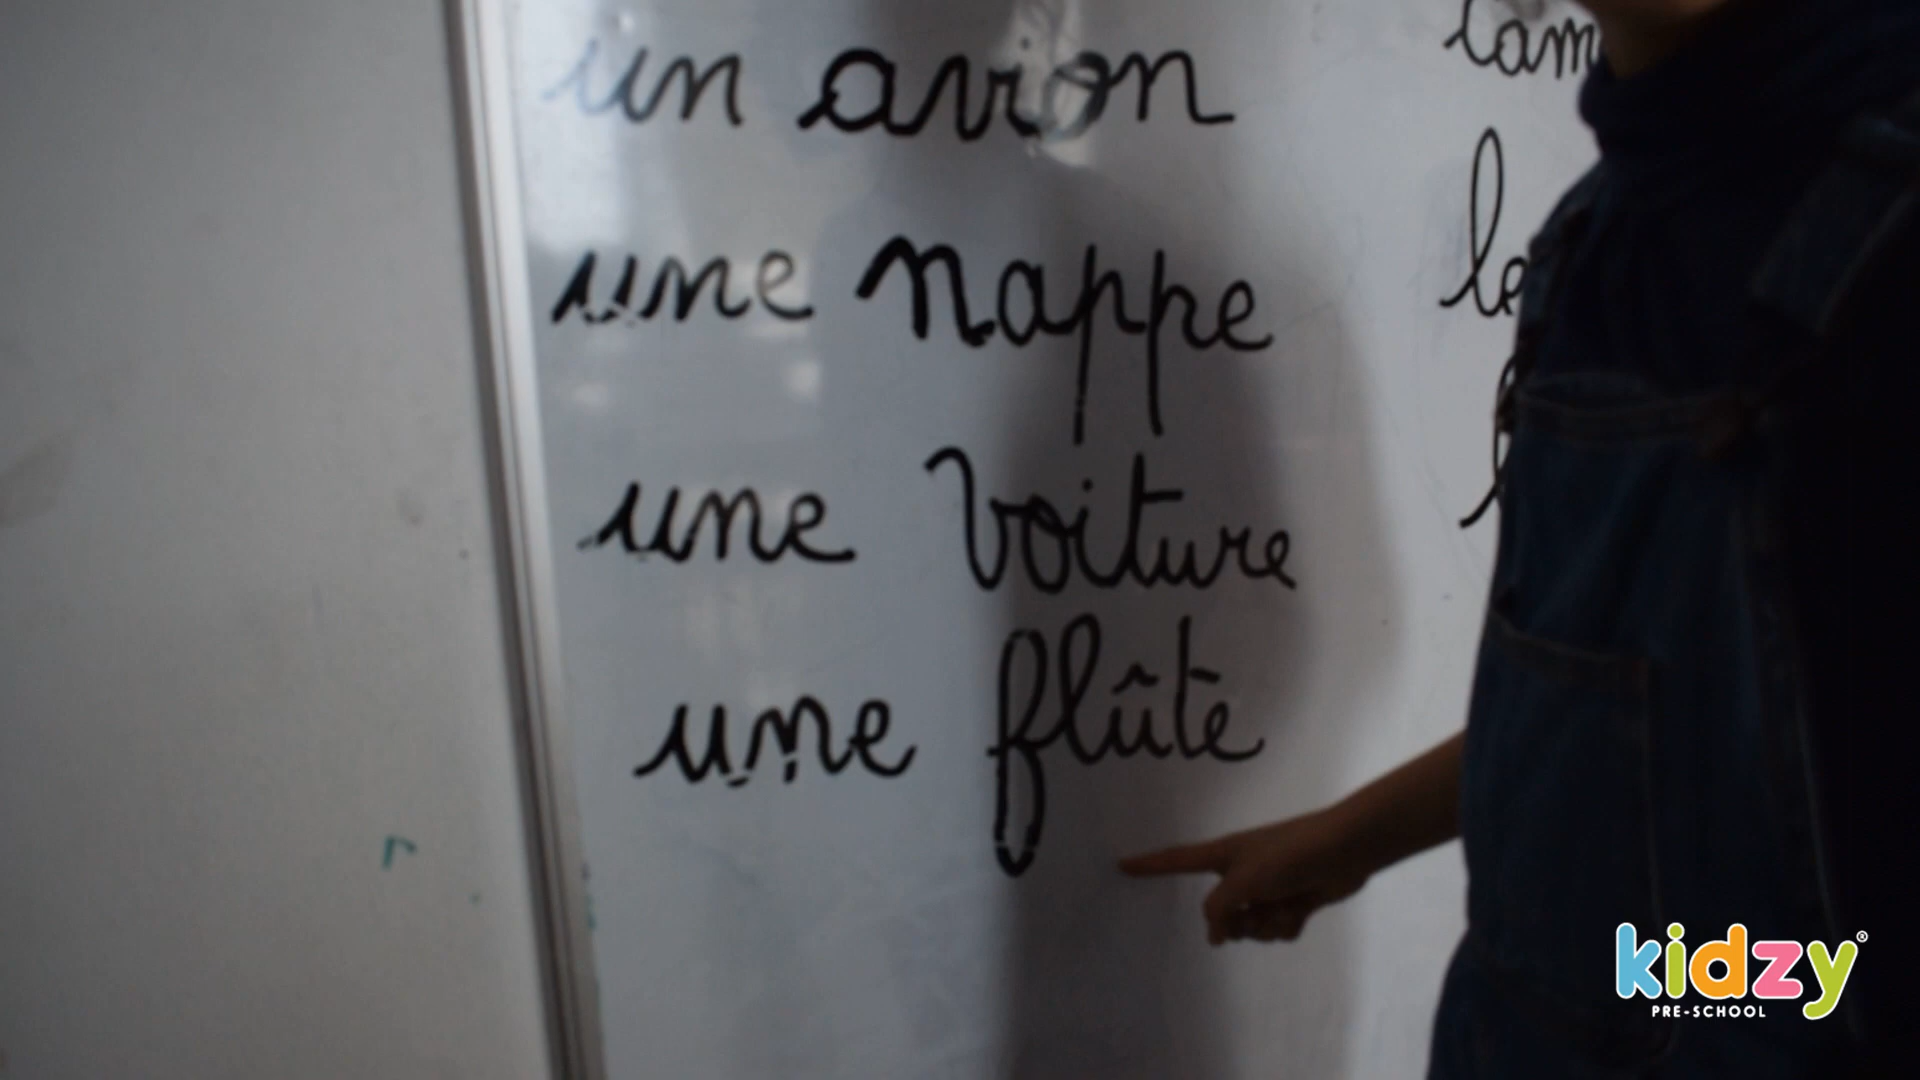 un avion
une nappe
une voiture
une flûte
kidzy®
PRE-SCHOOL